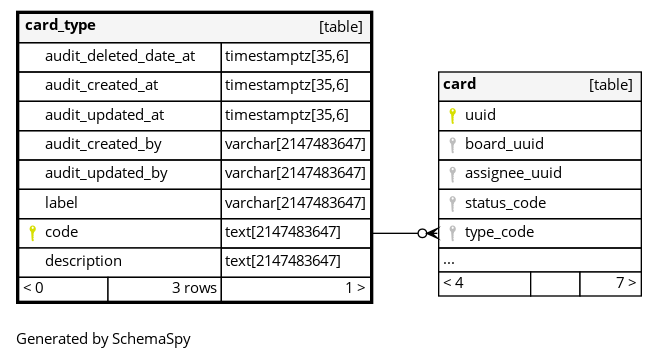 card_type [table]
audit_deleted_date_at timestamptz[35,6]
audit_created_at timestamptz[35,6]
audit_updated_at timestamptz[35,6]
audit_created_by varchar[2147483647]
audit_updated_by varchar[2147483647]
label varchar[2147483647]
code text[2147483647]
description text[2147483647]
< 0 3 rows 1 >
card [table]
uuid
board_uuid
assignee_uuid
status_code
type_code
...
< 4 7 >
Generated by SchemaSpy